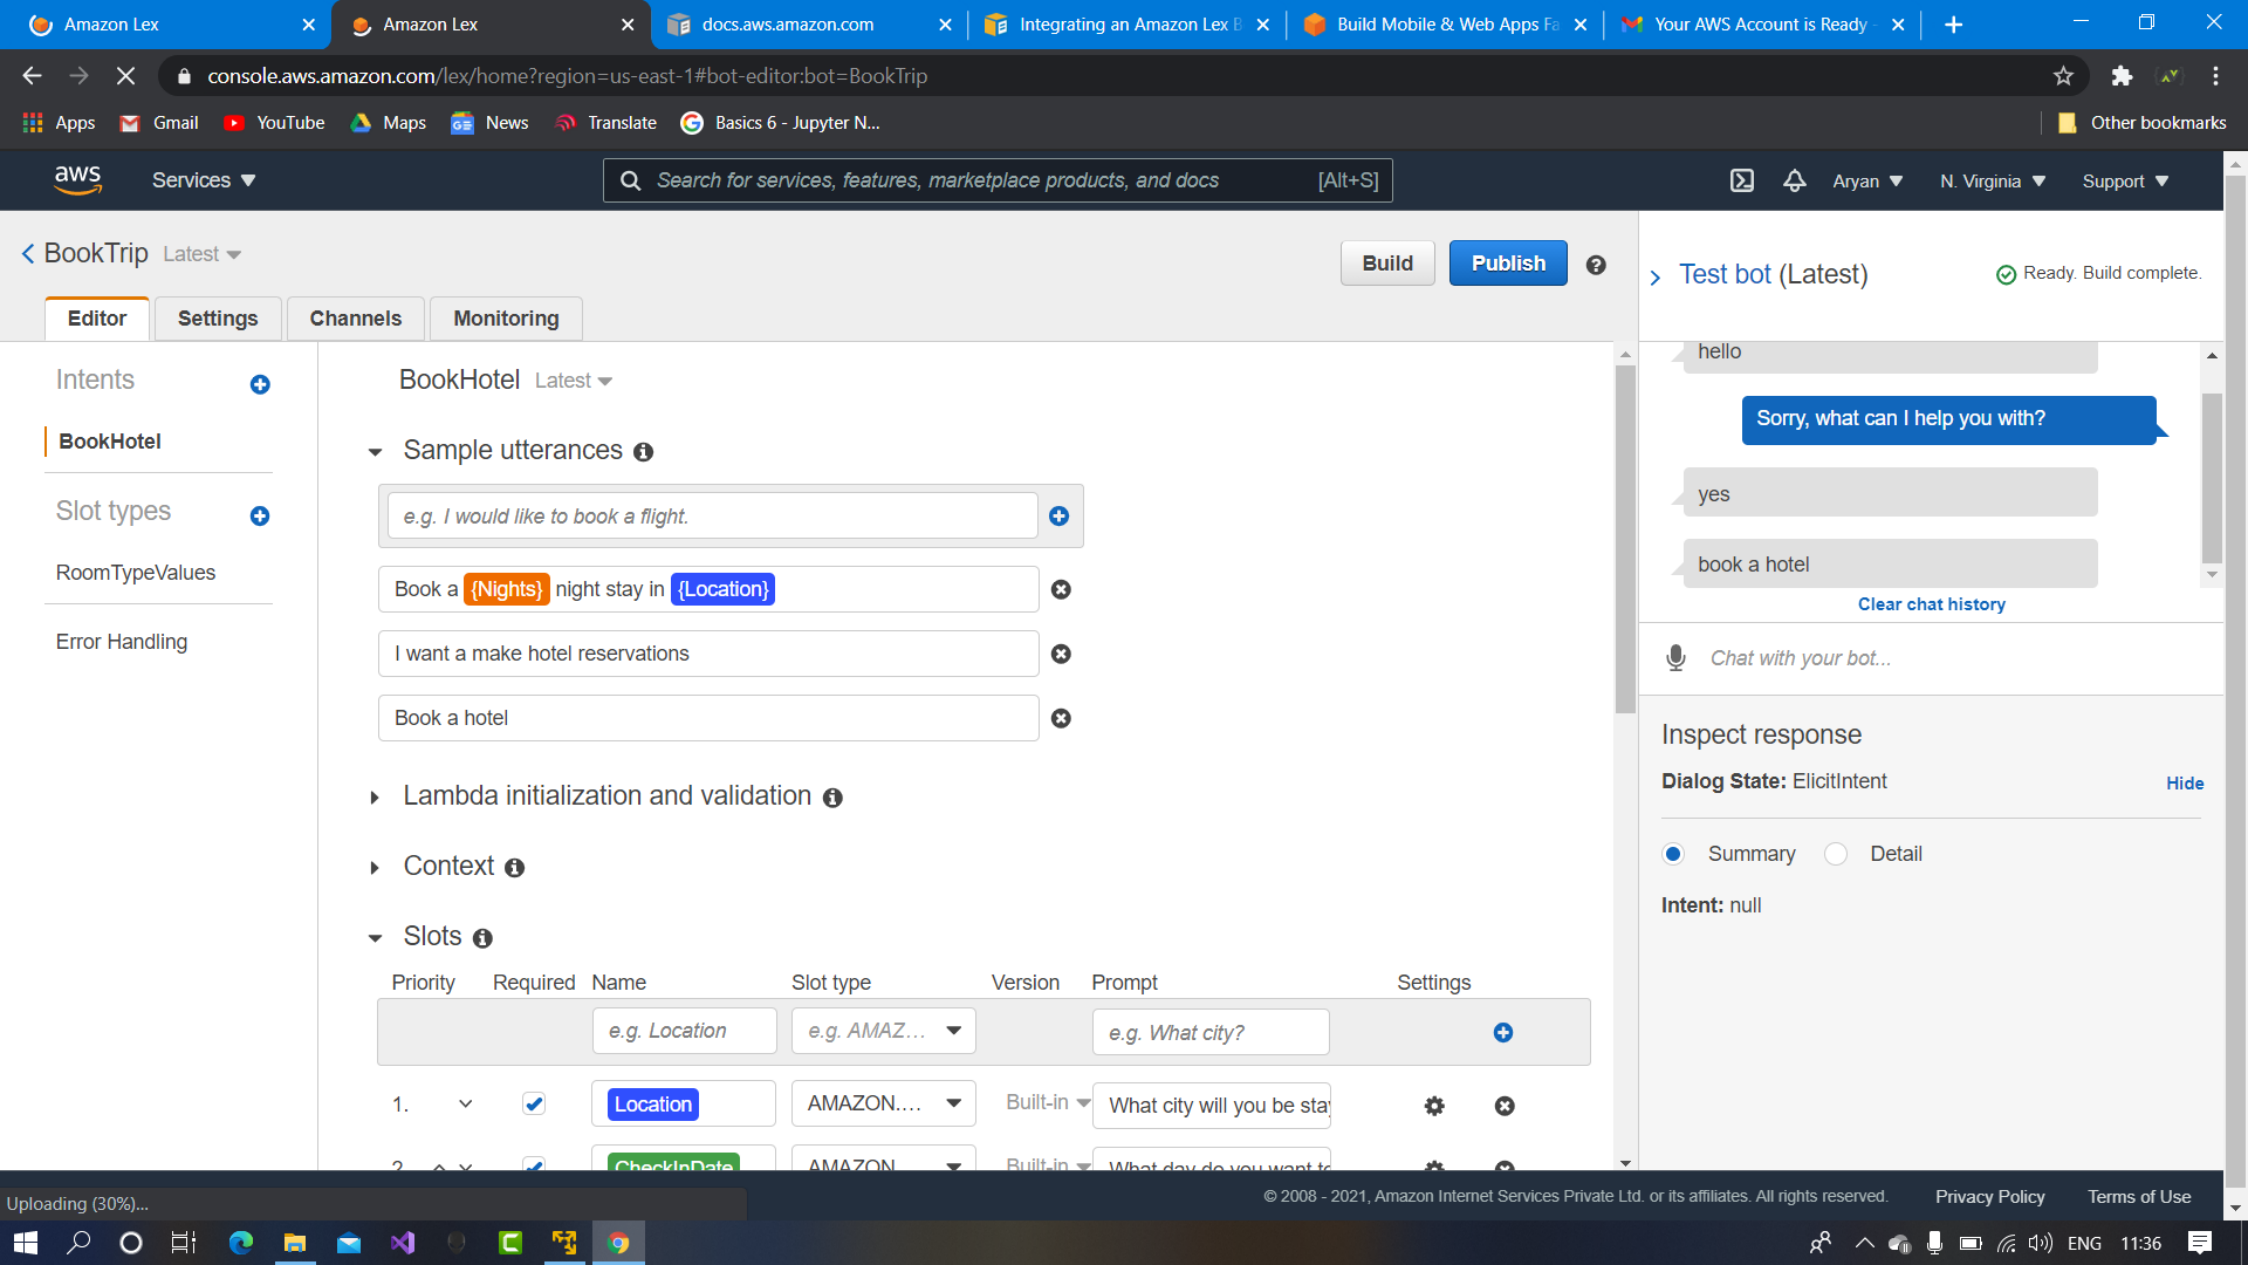 Amazon Lex
Amazon Lex
docs.aws.amazon.com
Integrating an Amazon Lex B
Build Mobile & Web Apps Fa
Your AWS Account is Ready -
console.aws.amazon.com/lex/home?region=us-east-1#bot-editor:bot=BookTrip
Apps
Gmail
YouTube
Maps
News
Translate
Basics 6 - Jupyter N...
Other bookmarks
aws
Services
Search for services, features, marketplace products, and docs
[Alt+S]
Aryan
N. Virginia
Support
BookTrip Latest
Build
Publish
Test bot (Latest)
Ready. Build complete.
Editor
Settings
Channels
Monitoring
Intents
BookHotel
Slot types
RoomTypeValues
Error Handling
BookHotel Latest
Sample utterances
e.g. I would like to book a flight.
Book a {Nights} night stay in {Location}
I want a make hotel reservations
Book a hotel
Lambda initialization and validation
Context
Slots
Priority Required Name Slot type Version Prompt Settings
e.g. Location e.g. AMAZ... e.g. What city?
1. Location AMAZON.... Built-in What city will you be stay
2. CheckInDate AMAZON Built-in What day do you want to
hello
Sorry, what can I help you with?
yes
book a hotel
Clear chat history
Chat with your bot...
Inspect response
Dialog State: ElicitIntent
Hide
Summary Detail
Intent: null
Uploading (30%)...
© 2008 - 2021, Amazon Internet Services Private Ltd. or its affiliates. All rights reserved.
Privacy Policy
Terms of Use
ENG
11:36